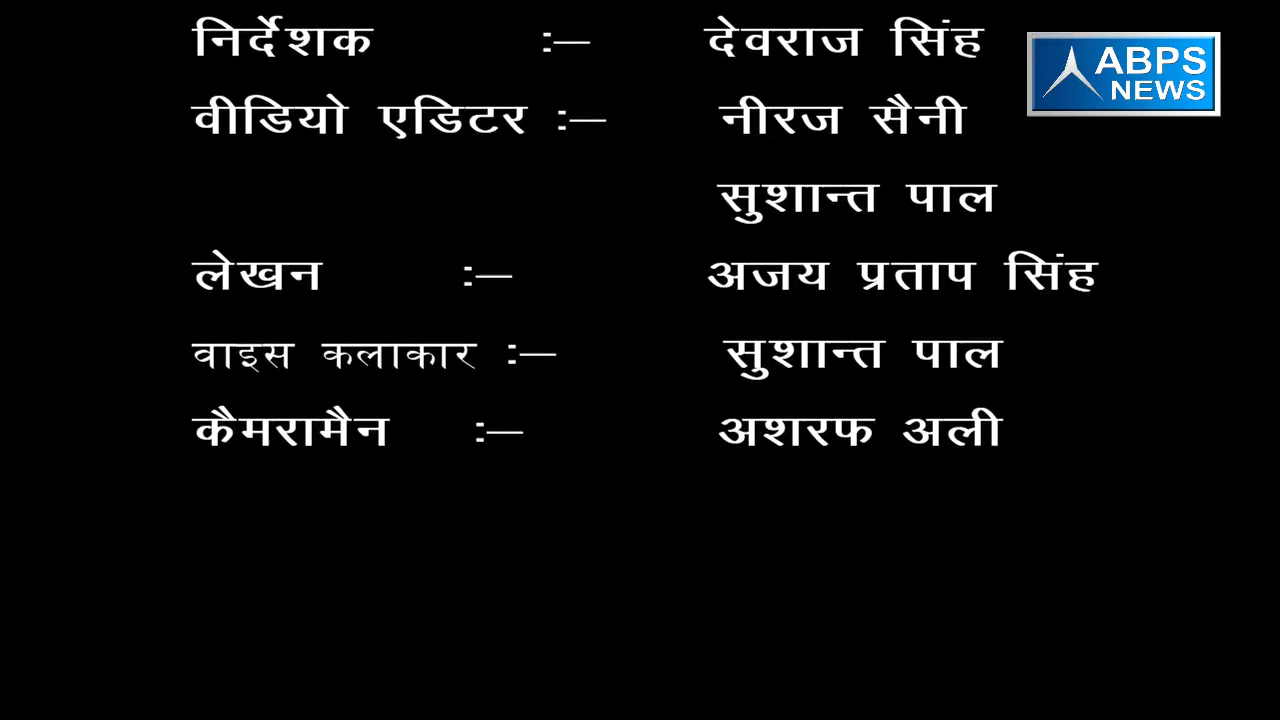 निर्देशक :— देवराज सिंह
ABPS
NEWS
वीडियो एडिटर :— नीरज सैनी
सुशान्त पाल
लेखन :— अजय प्रताप सिंह
वाइस कलाकार :— सुशान्त पाल
कैमरामैन :— अशरफ अली